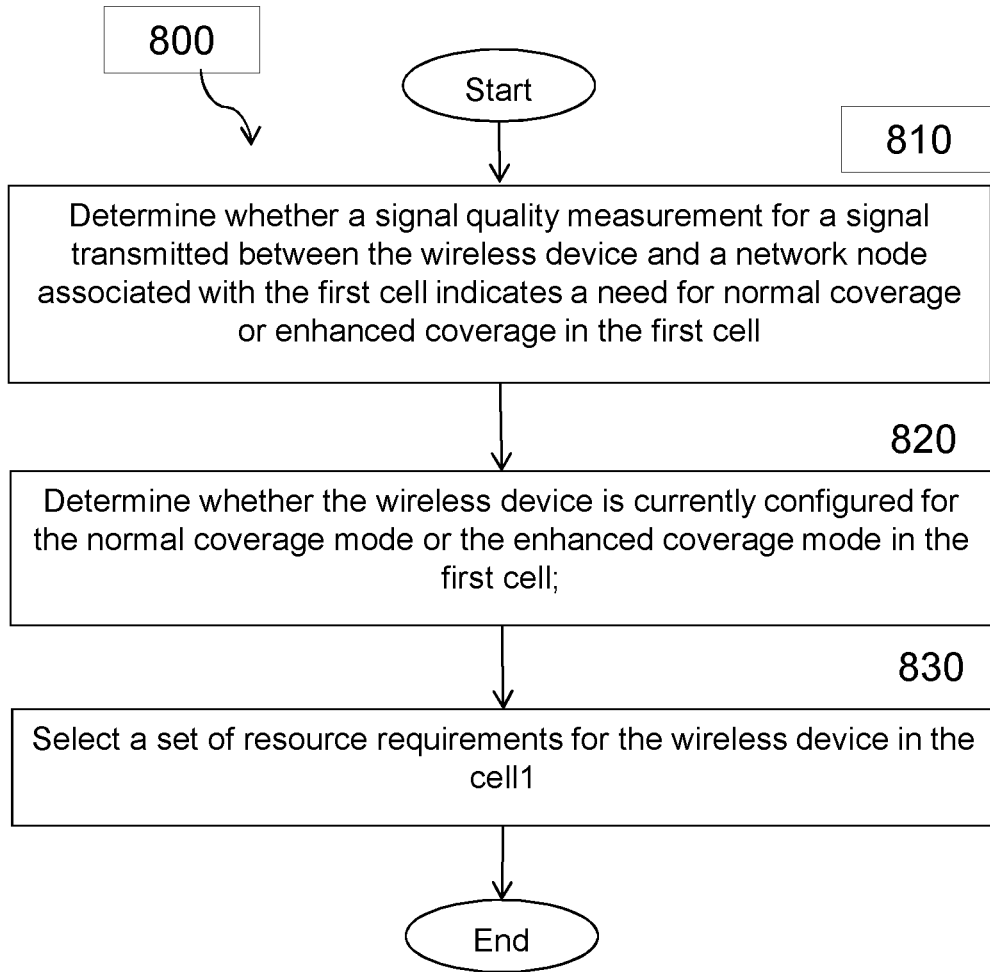 800
Start
810
Determine whether a signal quality measurement for a signal
transmitted between the wireless device and a network node
associated with the first cell indicates a need for normal coverage
or enhanced coverage in the first cell
820
Determine whether the wireless device is currently configured for
the normal coverage mode or the enhanced coverage mode in the
first cell;
830
Select a set of resource requirements for the wireless device in the
cell1
End